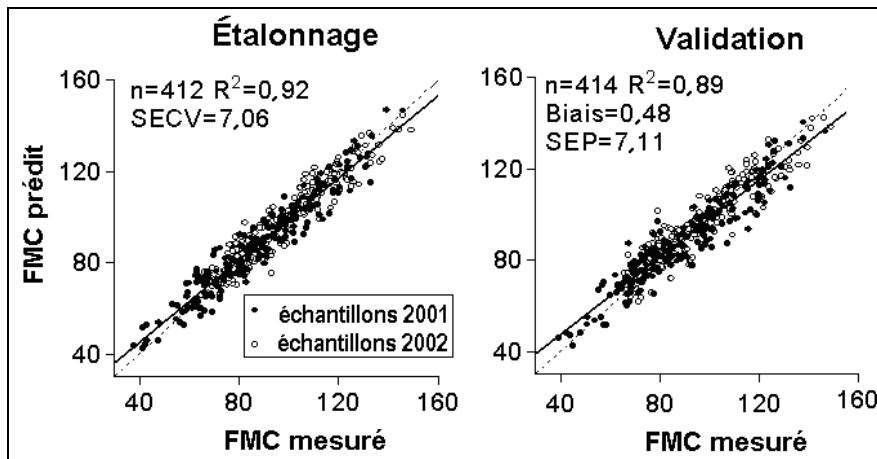 Étalonnage
160
n=412 R²=0,92
SECV=7,06
120
80
40
FMC prédit
échantillons 2001
échantillons 2002
40 80 120 160
FMC mesuré
Validation
160
n=414 R²=0,89
Biais=0,48
SEP=7,11
120
80
40
40 80 120 160
FMC mesuré